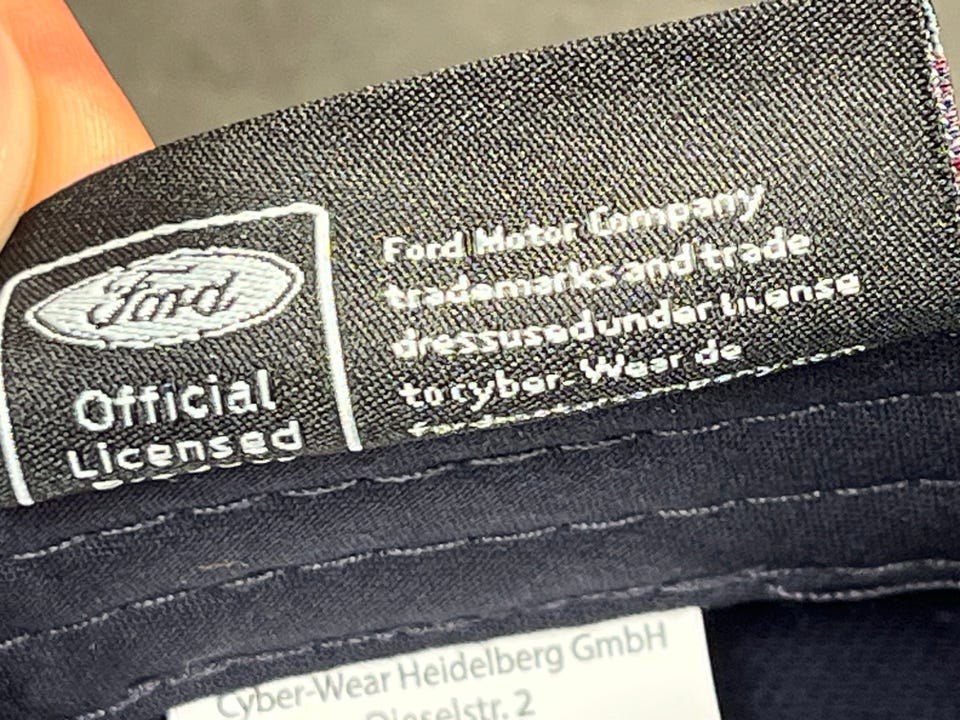 Ford
Official
Licensed
Ford Motor Company
trademarks and trade
dress used under license
to cyber-Wear de
Cyber-Wear Heidelberg GmbH
Dieselstr. 2